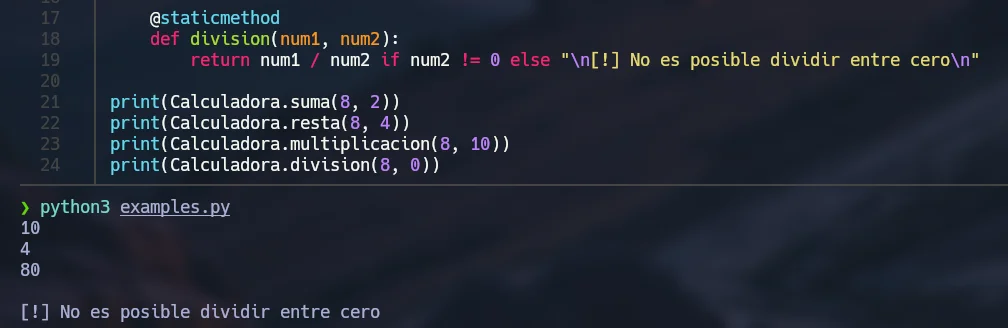 17 @staticmethod
18 def division(num1, num2):
19 return num1 / num2 if num2 != 0 else "\n[!] No es posible dividir entre cero\n"
20
21 print(Calculadora.suma(8, 2))
22 print(Calculadora.resta(8, 4))
23 print(Calculadora.multiplicacion(8, 10))
24 print(Calculadora.division(8, 0))
❯ python3 examples.py
10
4
80
[!] No es posible dividir entre cero